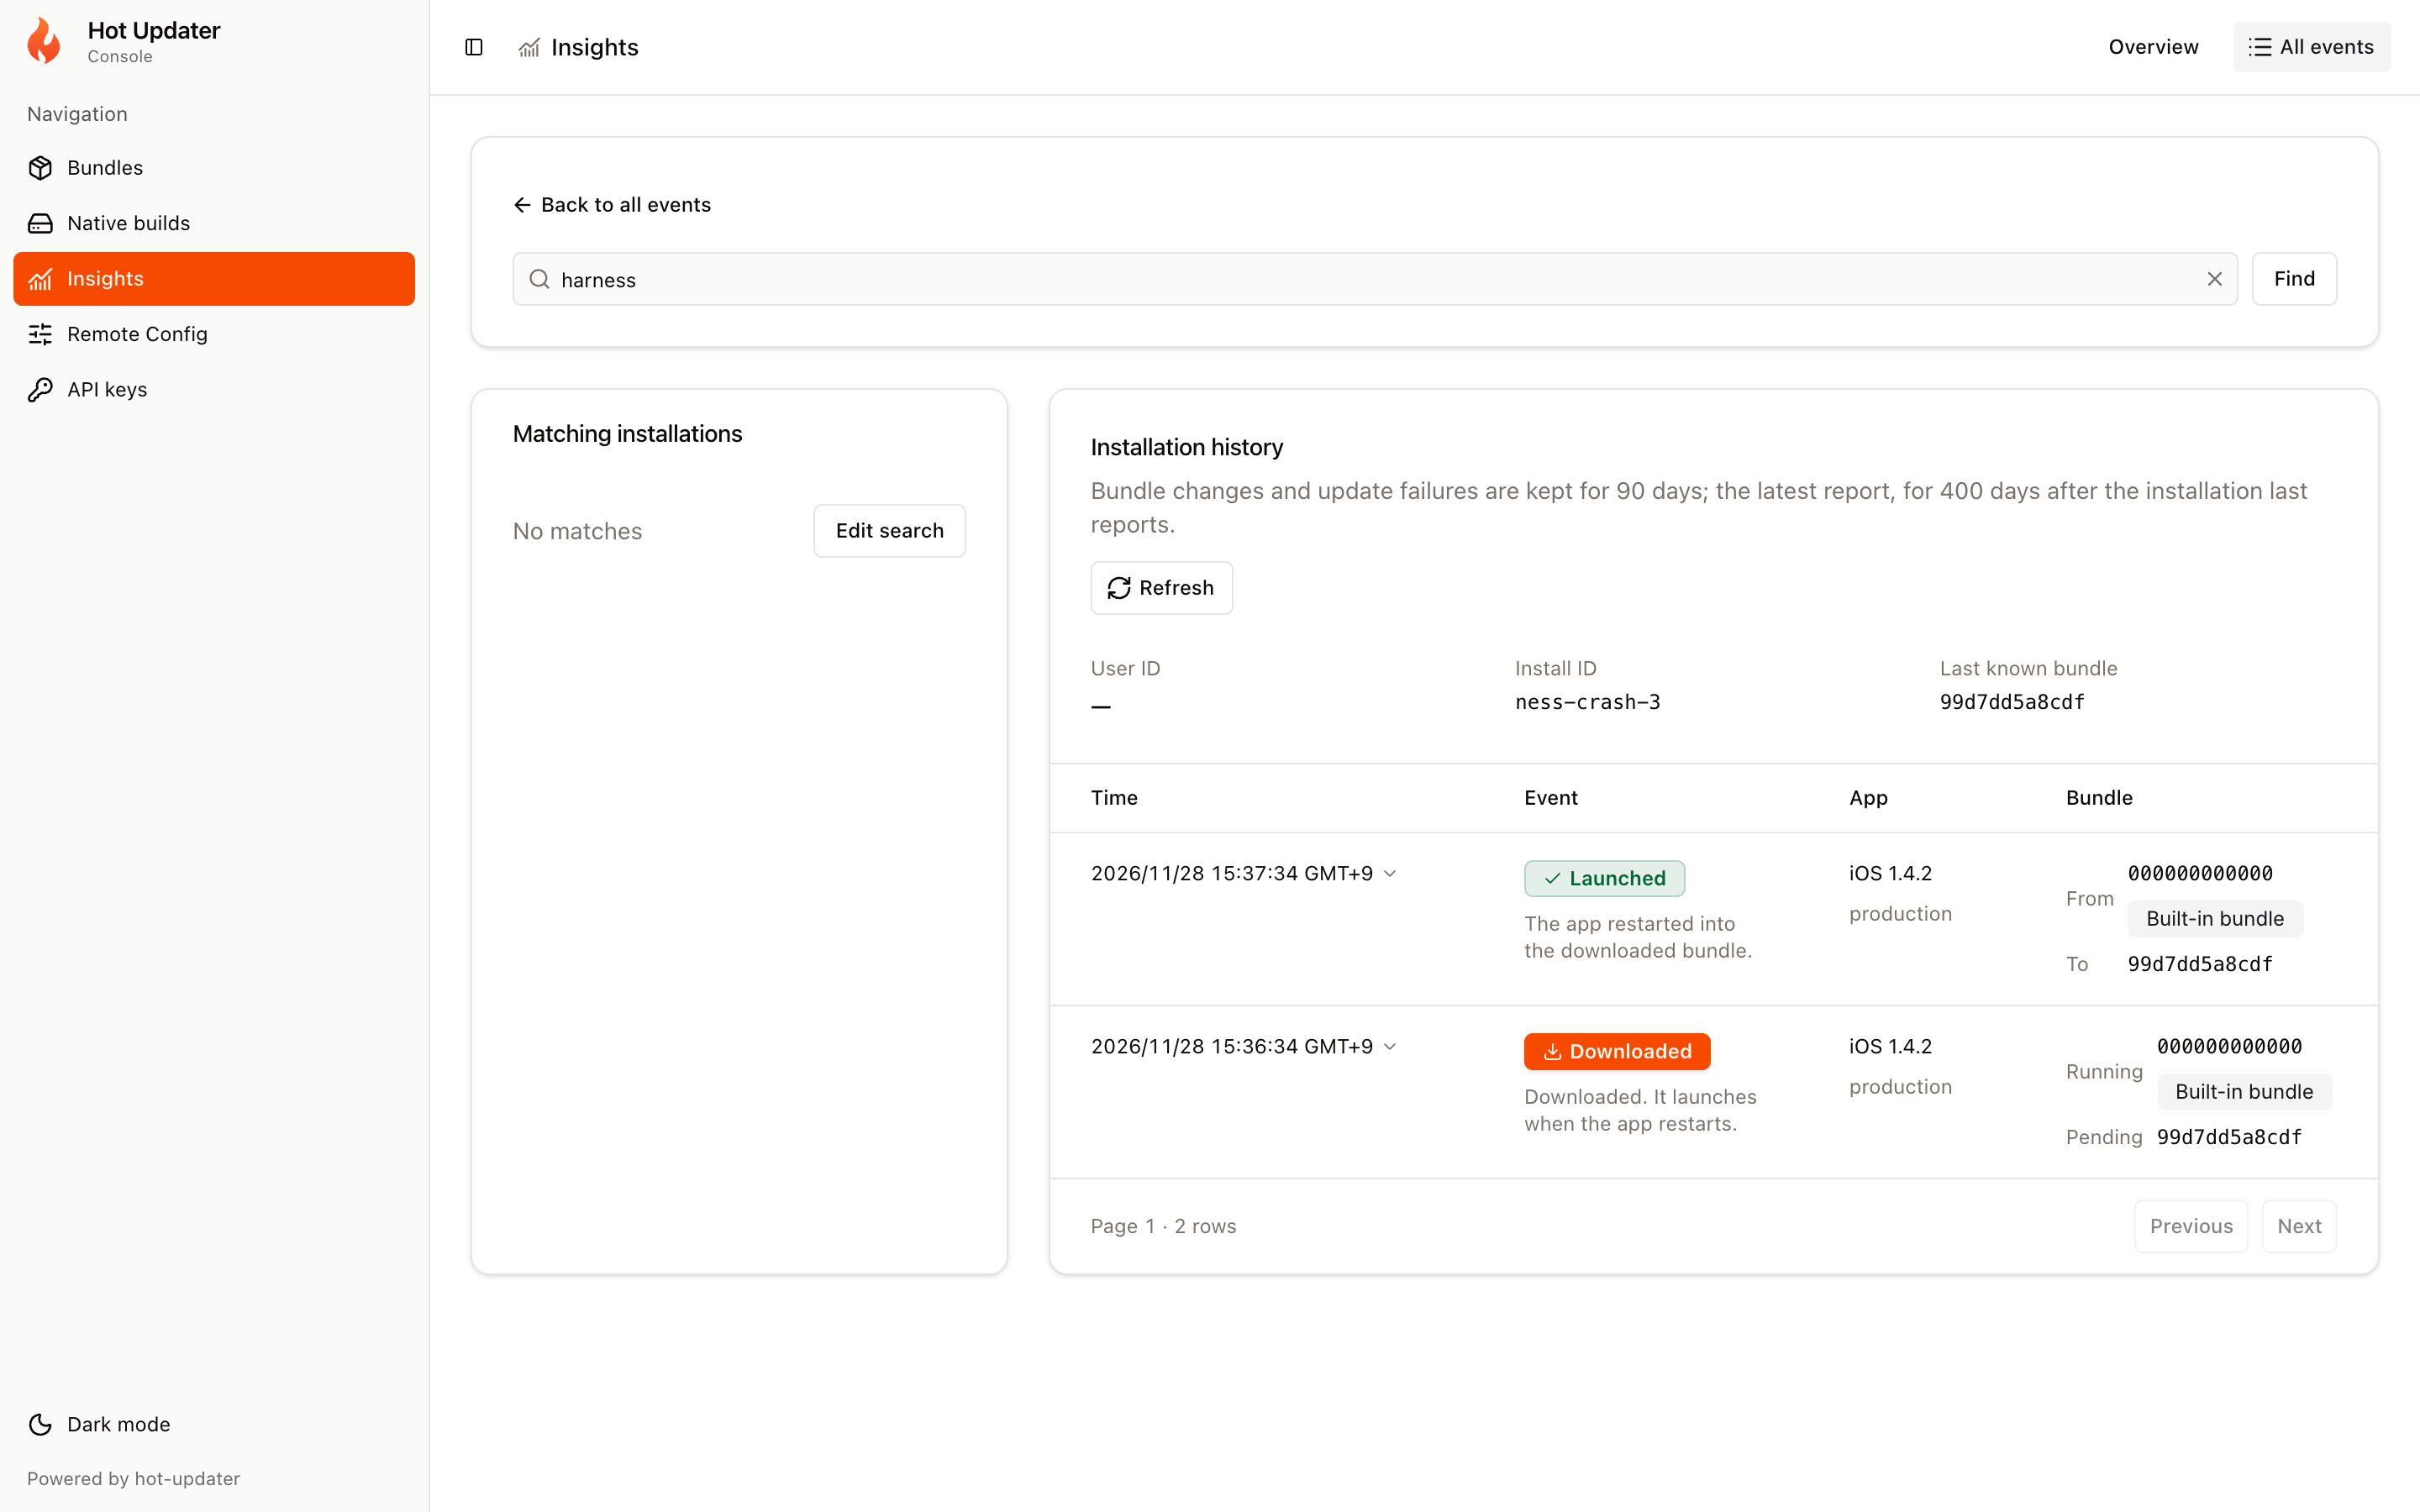 Hot Updater
Console
Navigation
Bundles
Native builds
Insights
Remote Config
API keys
Dark mode
Powered by hot-updater
Insights
Overview
All events
Back to all events
harness
Find
Matching installations
No matches
Edit search
Installation history
Bundle changes and update failures are kept for 90 days; the latest report, for 400 days after the installation last
reports.
Refresh
User ID
—
Install ID
ness-crash-3
Last known bundle
99d7dd5a8cdf
Time
Event
App
Bundle
2026/11/28 15:37:34 GMT+9
Launched
The app restarted into
the downloaded bundle.
iOS 1.4.2
production
From
000000000000
Built-in bundle
To
99d7dd5a8cdf
2026/11/28 15:36:34 GMT+9
Downloaded
Downloaded. It launches
when the app restarts.
iOS 1.4.2
production
Running
000000000000
Built-in bundle
Pending
99d7dd5a8cdf
Page 1 · 2 rows
Previous
Next